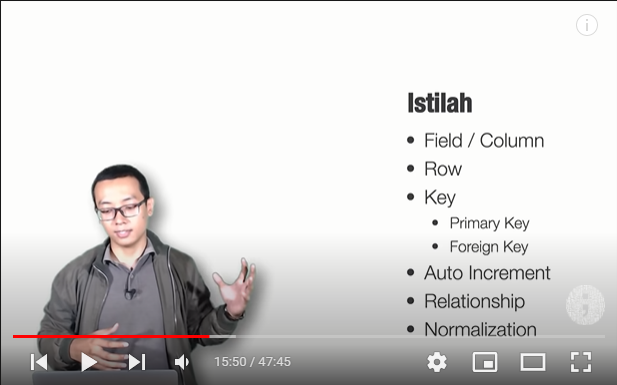 Istilah
• Field / Column
• Row
• Key
• Primary Key
• Foreign Key
• Auto Increment
• Relationship
• Normalization
15:50 / 47:45